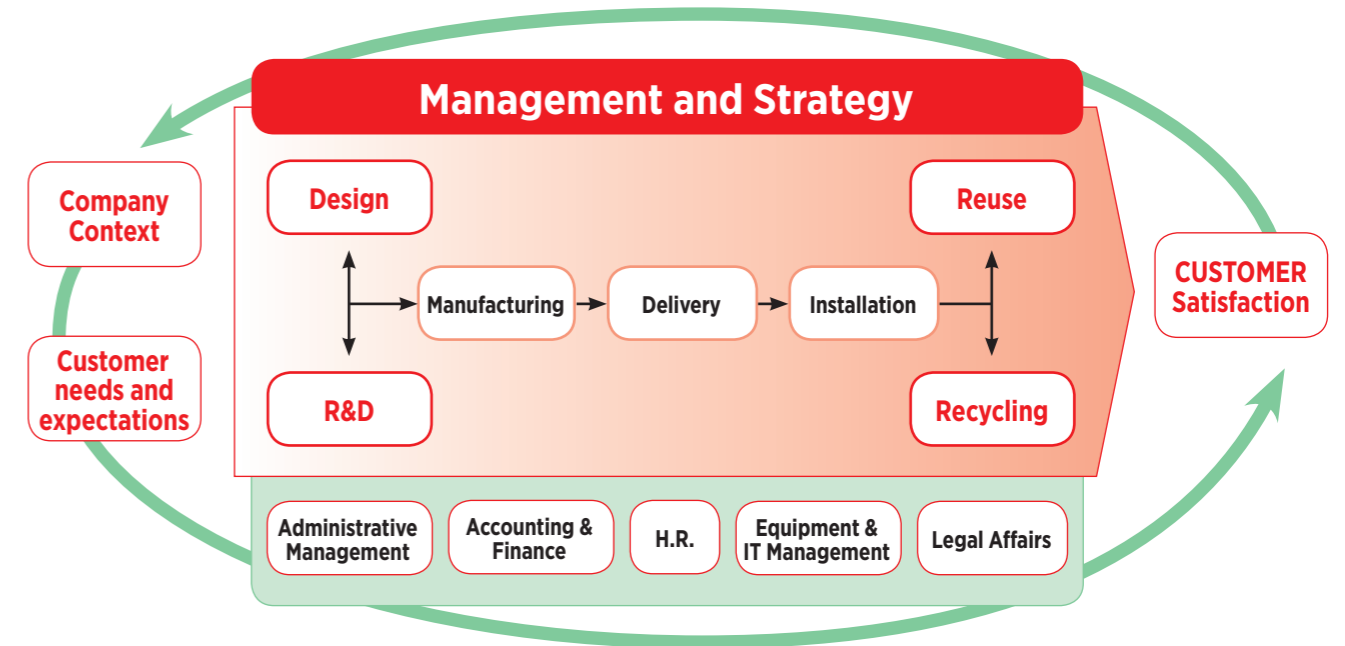 Management and Strategy
Company
Context
Customer
needs and
expectations
Design
R&D
Manufacturing
Delivery
Installation
Reuse
Recycling
CUSTOMER
Satisfaction
Administrative
Management
Accounting &
Finance
H.R.
Equipment &
IT Management
Legal Affairs